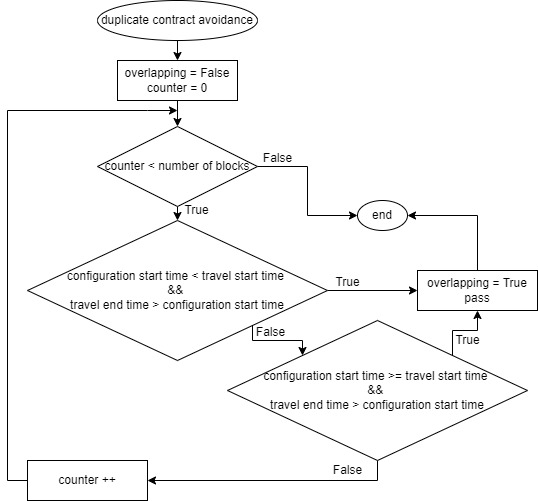 duplicate contract avoidance
overlapping = False
counter = 0
counter < number of blocks
False
True
end
configuration start time < travel start time
&&
travel end time > configuration start time
True
overlapping = True
pass
False
True
configuration start time >= travel start time
&&
travel end time > configuration start time
False
counter ++